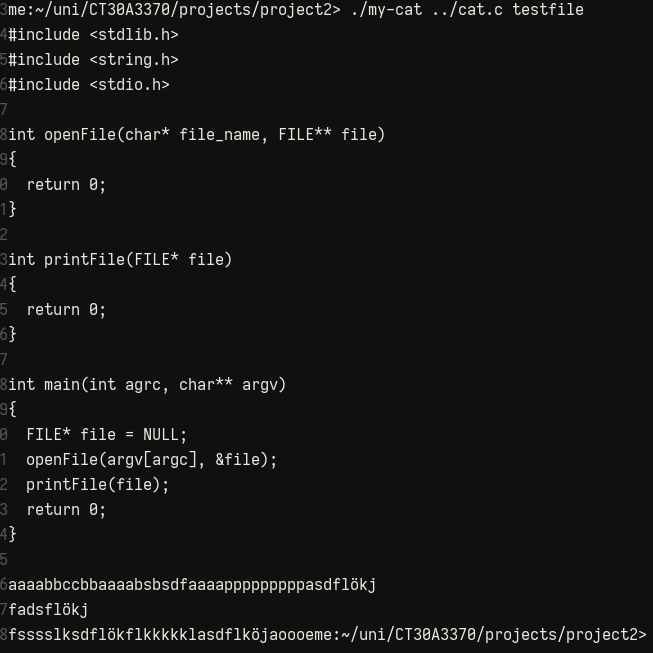 3me:~/uni/CT30A3370/projects/project2> ./my-cat ../cat.c testfile
4#include <stdlib.h>
5#include <string.h>
6#include <stdio.h>
7
8int openFile(char* file_name, FILE** file)
9{
0  return 0;
1}
2
3int printFile(FILE* file)
4{
5  return 0;
6}
7
8int main(int agrc, char** argv)
9{
0  FILE* file = NULL;
1  openFile(argv[argc], &file);
2  printFile(file);
3  return 0;
4}
5
6aaaabbccbbaaaabsbsdfaaaapppppppppasdflökj
7fadsflökj
8fsssslksdflökflkkkkklasdflköjaoooeme:~/uni/CT30A3370/projects/project2>